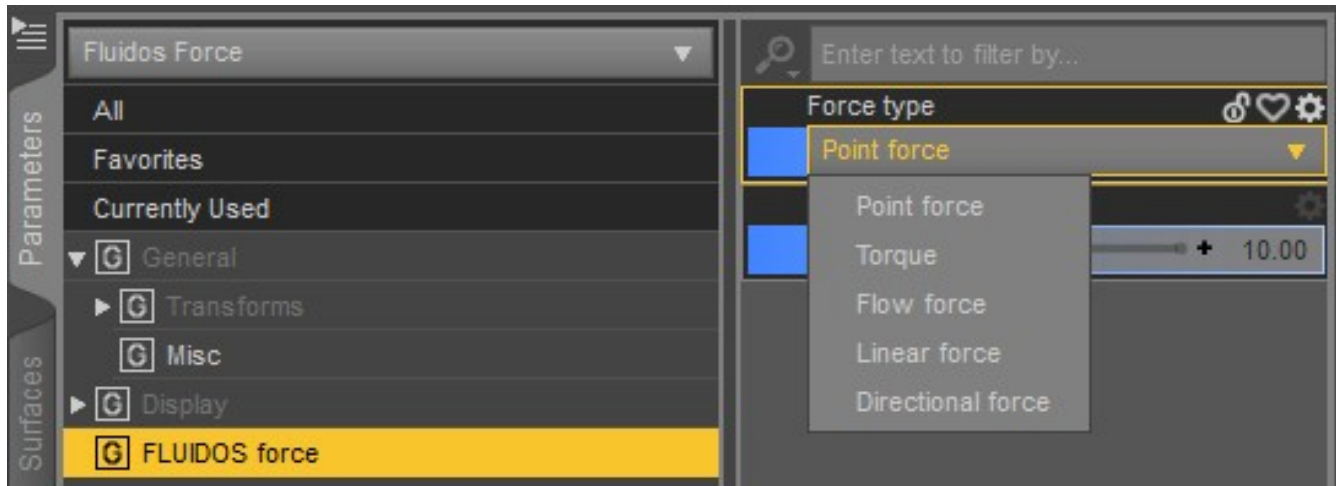 Parameters
Surfaces
Fluidos Force
All
Favorites
Currently Used
G General
G Transforms
G Misc
G Display
G FLUIDOS force
Enter text to filter by...
Force type
Point force
Point force
Torque
Flow force
Linear force
Directional force
10.00